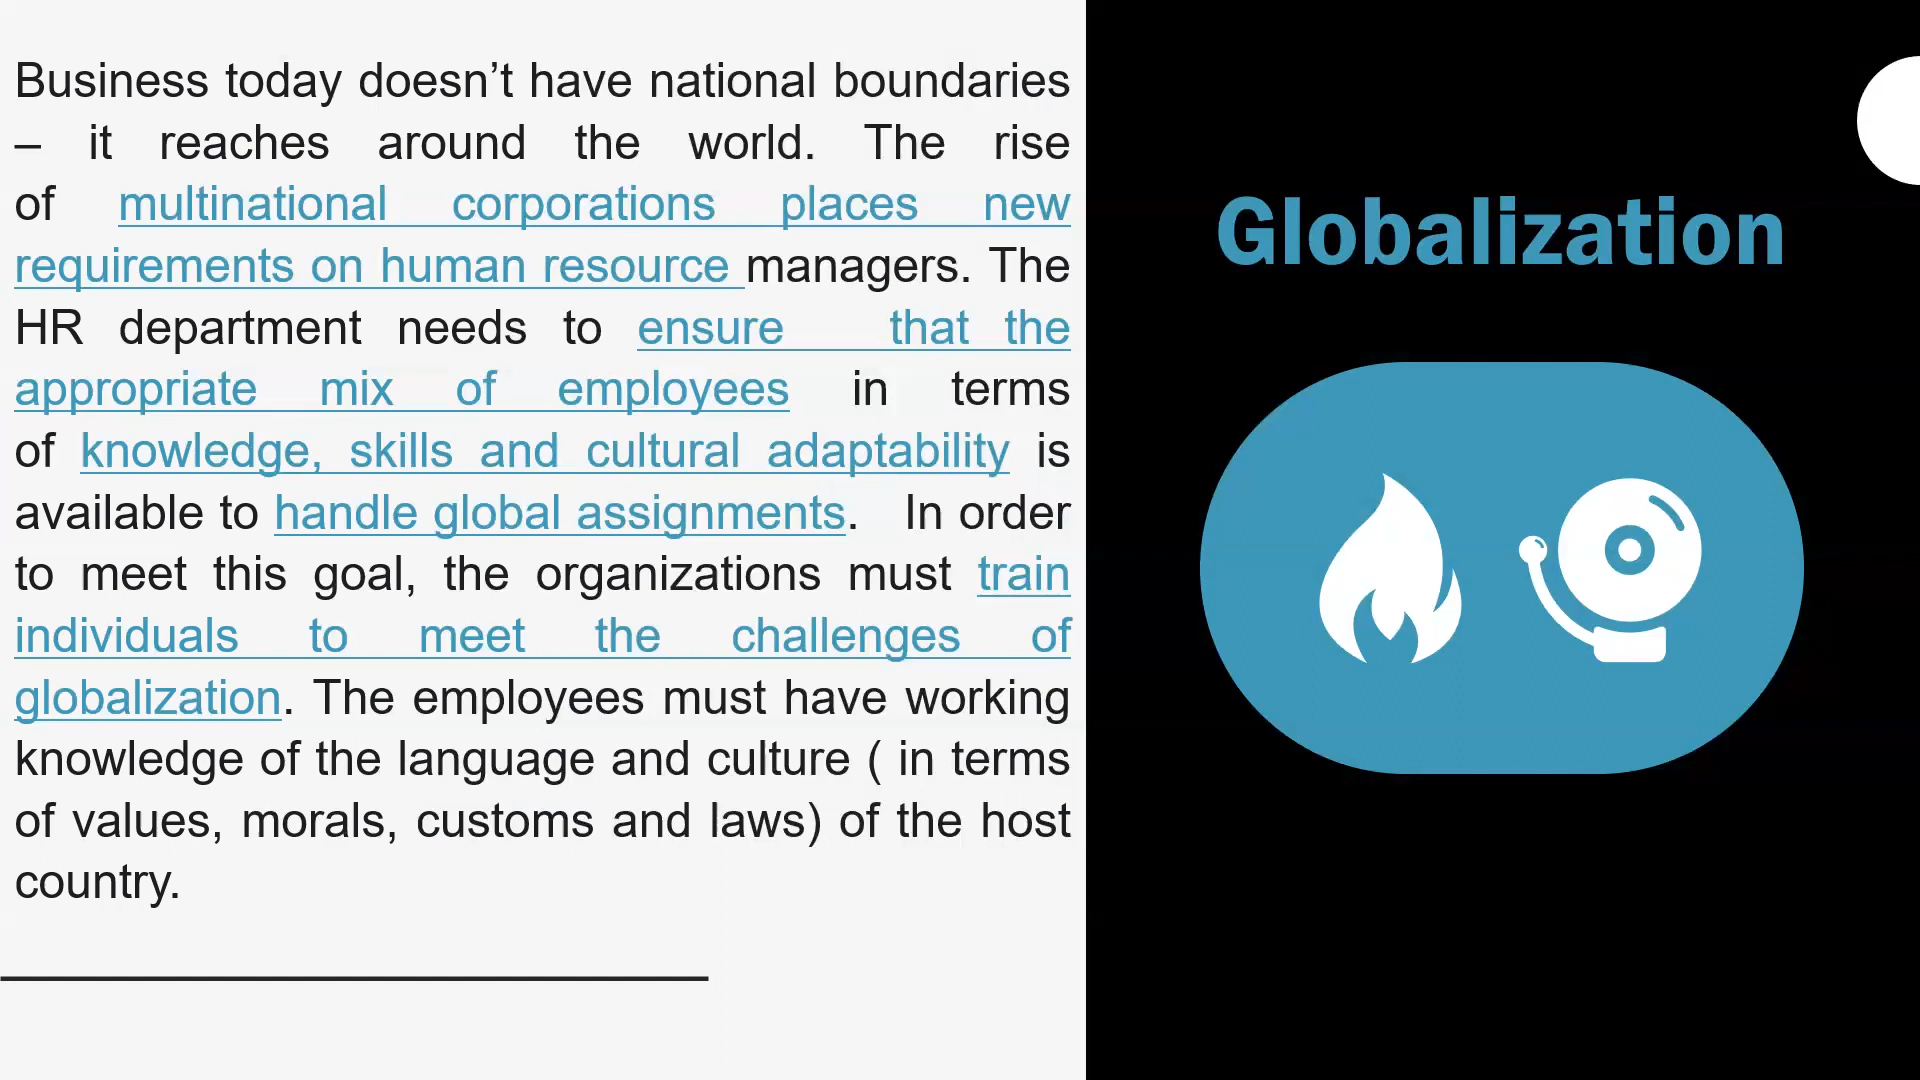 Business today doesn’t have national boundaries
– it reaches around the world. The rise
of multinational corporations places new
requirements on human resource managers. The
HR department needs to ensure that the
appropriate mix of employees in terms
of knowledge, skills and cultural adaptability is
available to handle global assignments. In order
to meet this goal, the organizations must train
individuals to meet the challenges of
globalization. The employees must have working
knowledge of the language and culture ( in terms
of values, morals, customs and laws) of the host
country.
Globalization